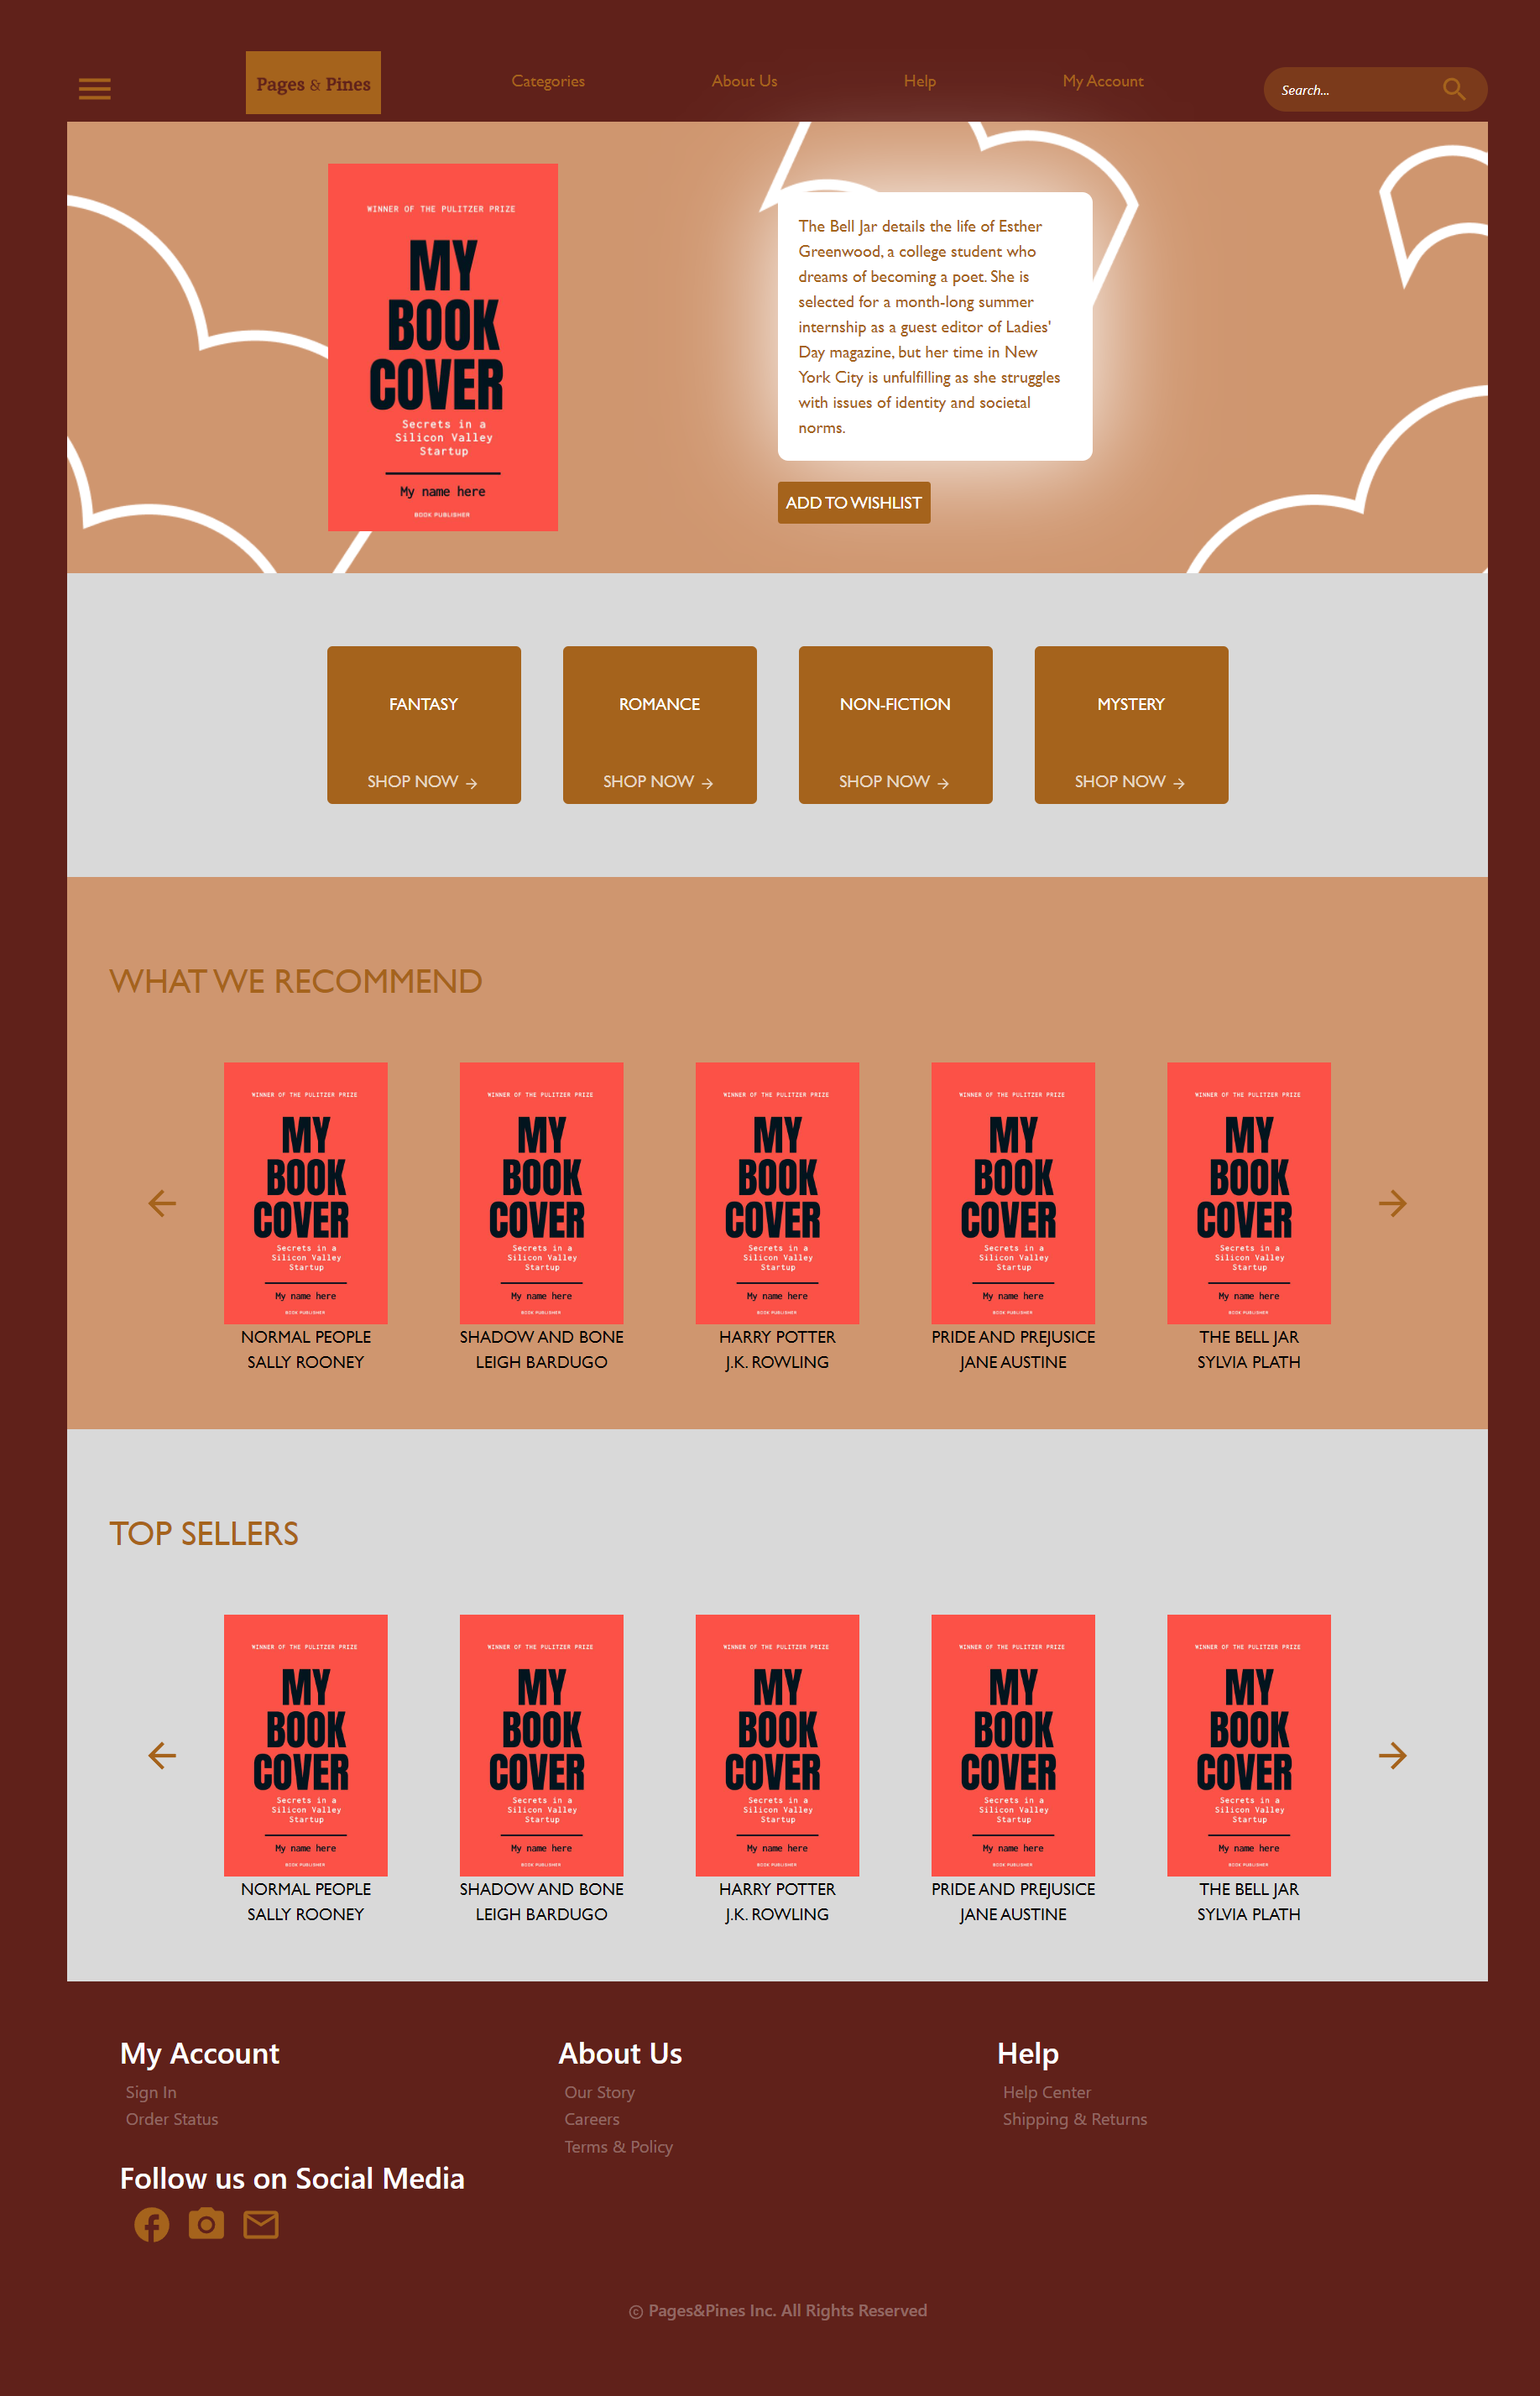 Pages & Pines
Categories
About Us
Help
My Account
Search...
WINNER OF THE PULITZER PRIZE
MY
BOOK
COVER
Secrets in a
Silicon Valley
Startup
My name here
BOOK PUBLISHER
The Bell Jar details the life of Esther
Greenwood, a college student who
dreams of becoming a poet. She is
selected for a month-long summer
internship as a guest editor of Ladies'
Day magazine, but her time in New
York City is unfulfilling as she struggles
with issues of identity and societal
norms.
ADD TO WISHLIST
FANTASY
SHOP NOW →
ROMANCE
SHOP NOW →
NON-FICTION
SHOP NOW →
MYSTERY
SHOP NOW →
WHAT WE RECOMMEND
WINNER OF THE PULITZER PRIZE
MY
BOOK
COVER
Secrets in a
Silicon Valley
Startup
My name here
BOOK PUBLISHER
NORMAL PEOPLE
SALLY ROONEY
WINNER OF THE PULITZER PRIZE
MY
BOOK
COVER
Secrets in a
Silicon Valley
Startup
My name here
BOOK PUBLISHER
SHADOW AND BONE
LEIGH BARDUGO
WINNER OF THE PULITZER PRIZE
MY
BOOK
COVER
Secrets in a
Silicon Valley
Startup
My name here
BOOK PUBLISHER
HARRY POTTER
J.K. ROWLING
WINNER OF THE PULITZER PRIZE
MY
BOOK
COVER
Secrets in a
Silicon Valley
Startup
My name here
BOOK PUBLISHER
PRIDE AND PREJUSICE
JANE AUSTINE
WINNER OF THE PULITZER PRIZE
MY
BOOK
COVER
Secrets in a
Silicon Valley
Startup
My name here
BOOK PUBLISHER
THE BELL JAR
SYLVIA PLATH
TOP SELLERS
WINNER OF THE PULITZER PRIZE
MY
BOOK
COVER
Secrets in a
Silicon Valley
Startup
My name here
BOOK PUBLISHER
NORMAL PEOPLE
SALLY ROONEY
WINNER OF THE PULITZER PRIZE
MY
BOOK
COVER
Secrets in a
Silicon Valley
Startup
My name here
BOOK PUBLISHER
SHADOW AND BONE
LEIGH BARDUGO
WINNER OF THE PULITZER PRIZE
MY
BOOK
COVER
Secrets in a
Silicon Valley
Startup
My name here
BOOK PUBLISHER
HARRY POTTER
J.K. ROWLING
WINNER OF THE PULITZER PRIZE
MY
BOOK
COVER
Secrets in a
Silicon Valley
Startup
My name here
BOOK PUBLISHER
PRIDE AND PREJUSICE
JANE AUSTINE
WINNER OF THE PULITZER PRIZE
MY
BOOK
COVER
Secrets in a
Silicon Valley
Startup
My name here
BOOK PUBLISHER
THE BELL JAR
SYLVIA PLATH
My Account
Sign In
Order Status
About Us
Our Story
Careers
Terms & Policy
Help
Help Center
Shipping & Returns
Follow us on Social Media
© Pages&Pines Inc. All Rights Reserved